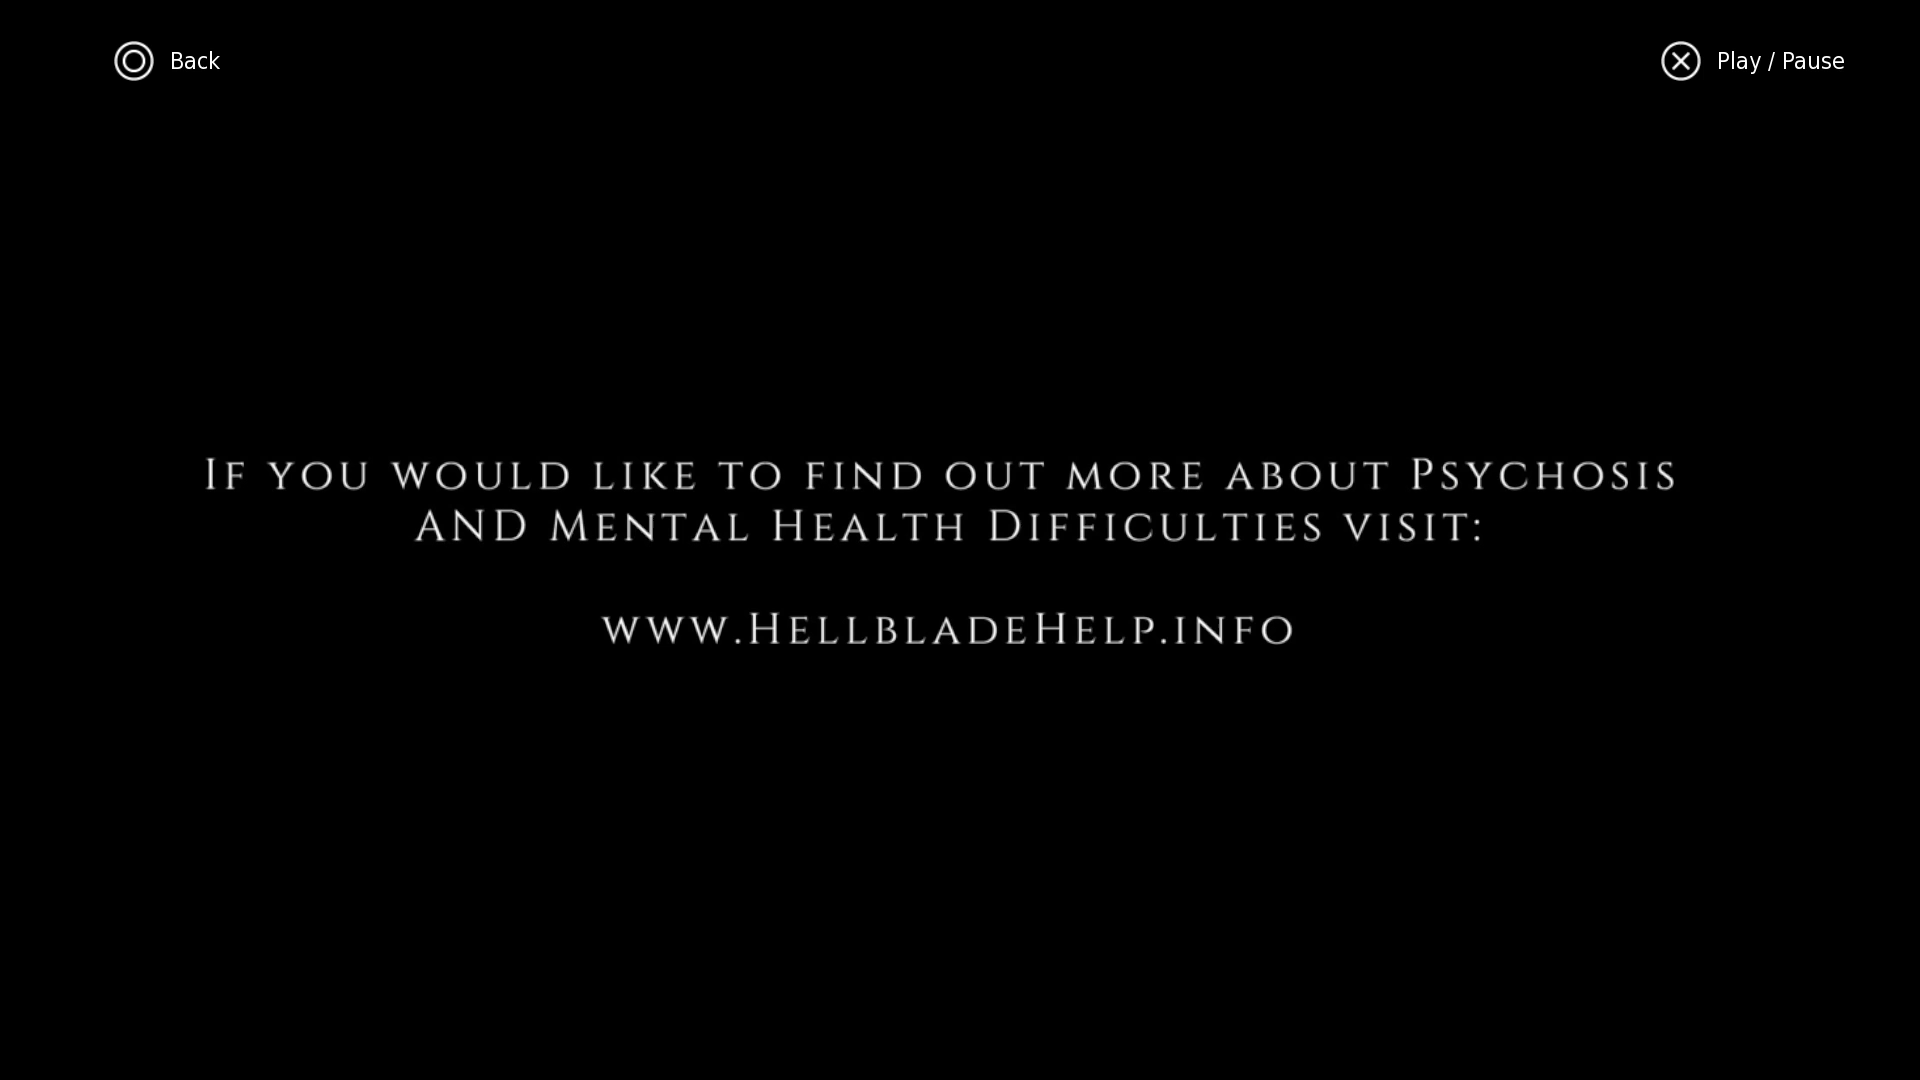 Back
Play / Pause
If you would like to find out more about Psychosis
and Mental Health Difficulties visit:
www.HellbladeHelp.info